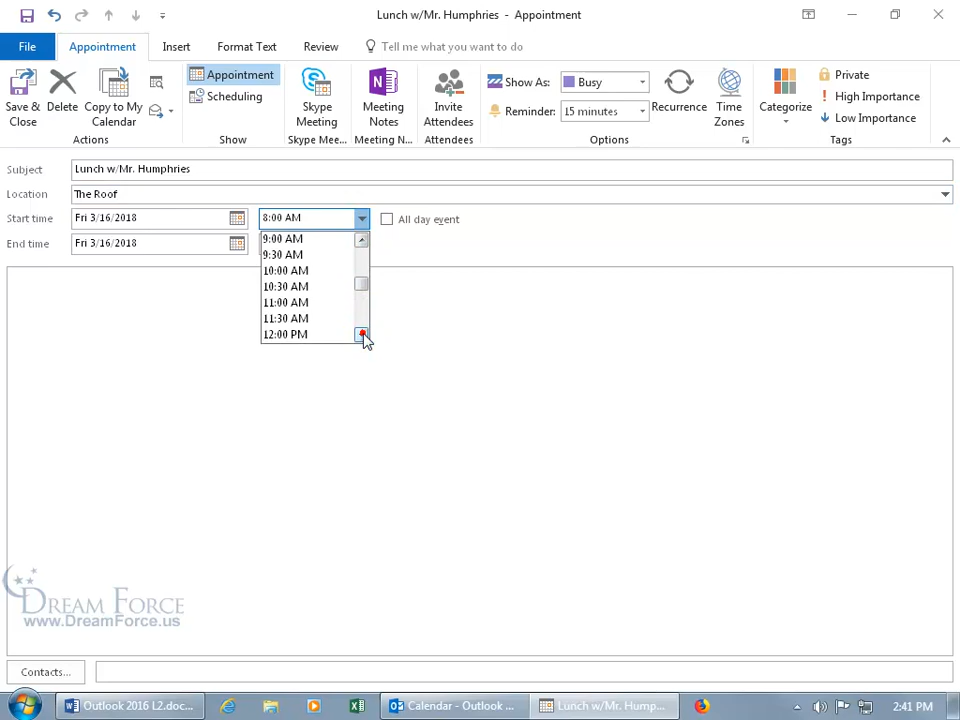 Lunch w/Mr. Humphries - Appointment
File Appointment Insert Format Text Review Tell me what you want to do
Save & Close
Delete
Copy to My Calendar
Actions
Appointment
Scheduling
Show
Skype Meeting
Skype Mee...
Meeting Notes
Meeting N...
Invite Attendees
Attendees
Show As: Busy
Reminder: 15 minutes
Recurrence
Time Zones
Options
Categorize
Private
High Importance
Low Importance
Tags
Subject Lunch w/Mr. Humphries
Location The Roof
Start time Fri 3/16/2018 8:00 AM All day event
End time Fri 3/16/2018
9:00 AM
9:30 AM
10:00 AM
10:30 AM
11:00 AM
11:30 AM
12:00 PM
DREAM FORCE
www.DreamForce.us
Contacts...
Outlook 2016 L2.doc... Calendar - Outlook ... Lunch w/Mr. Hump... 2:41 PM